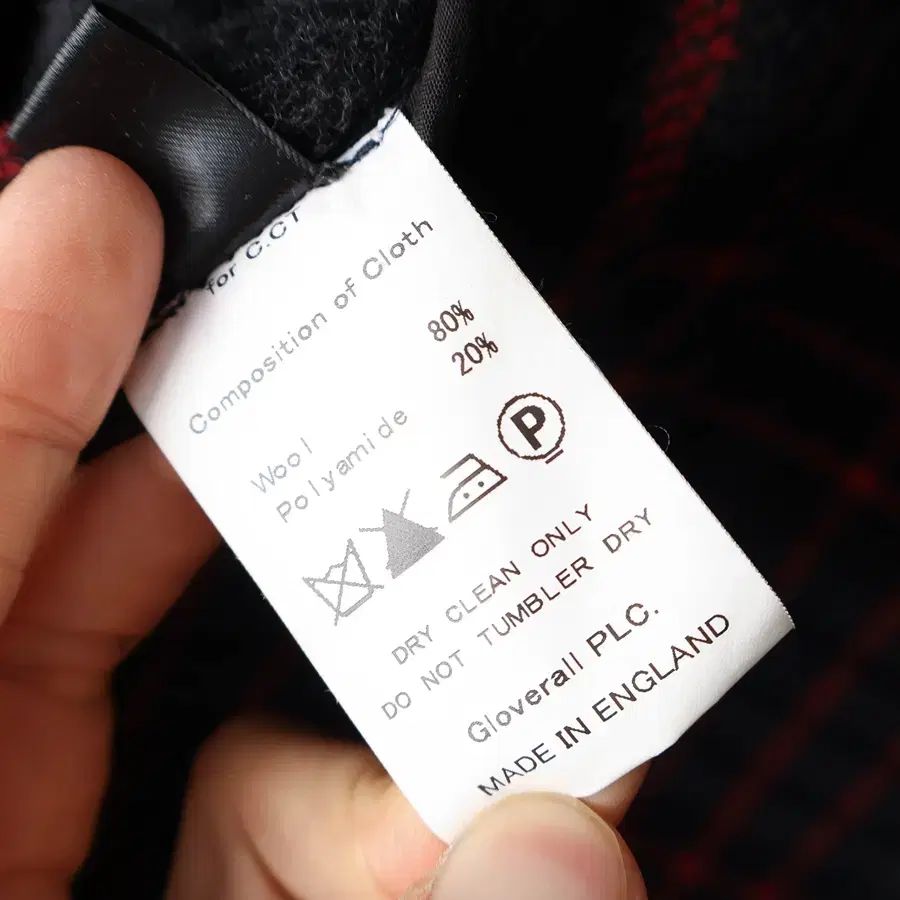 for C.CT
Composition of Cloth
Wool 80%
Polyamide 20%
P
DRY CLEAN ONLY
DO NOT TUMBLER DRY
Gloverall PLC.
MADE IN ENGLAND